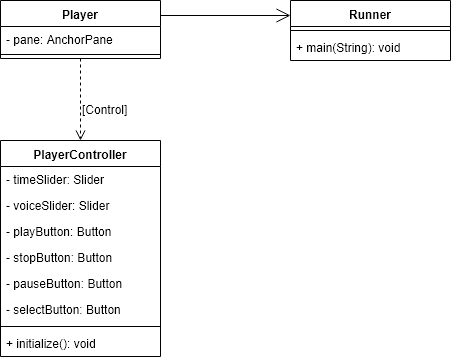 Player
- pane: AnchorPane
Runner
+ main(String): void
[Control]
PlayerController
- timeSlider: Slider
- voiceSlider: Slider
- playButton: Button
- stopButton: Button
- pauseButton: Button
- selectButton: Button
+ initialize(): void